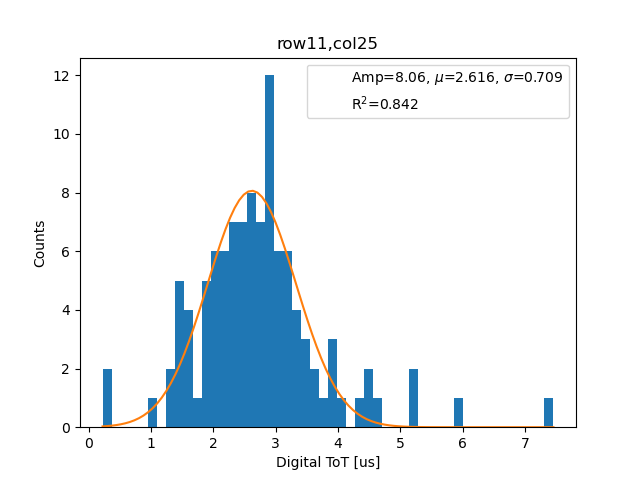 row11,col25
Amp=8.06, μ=2.616, σ=0.709
R²=0.842
Counts
12
10
8
6
4
2
0
0 1 2 3 4 5 6 7
Digital ToT [us]